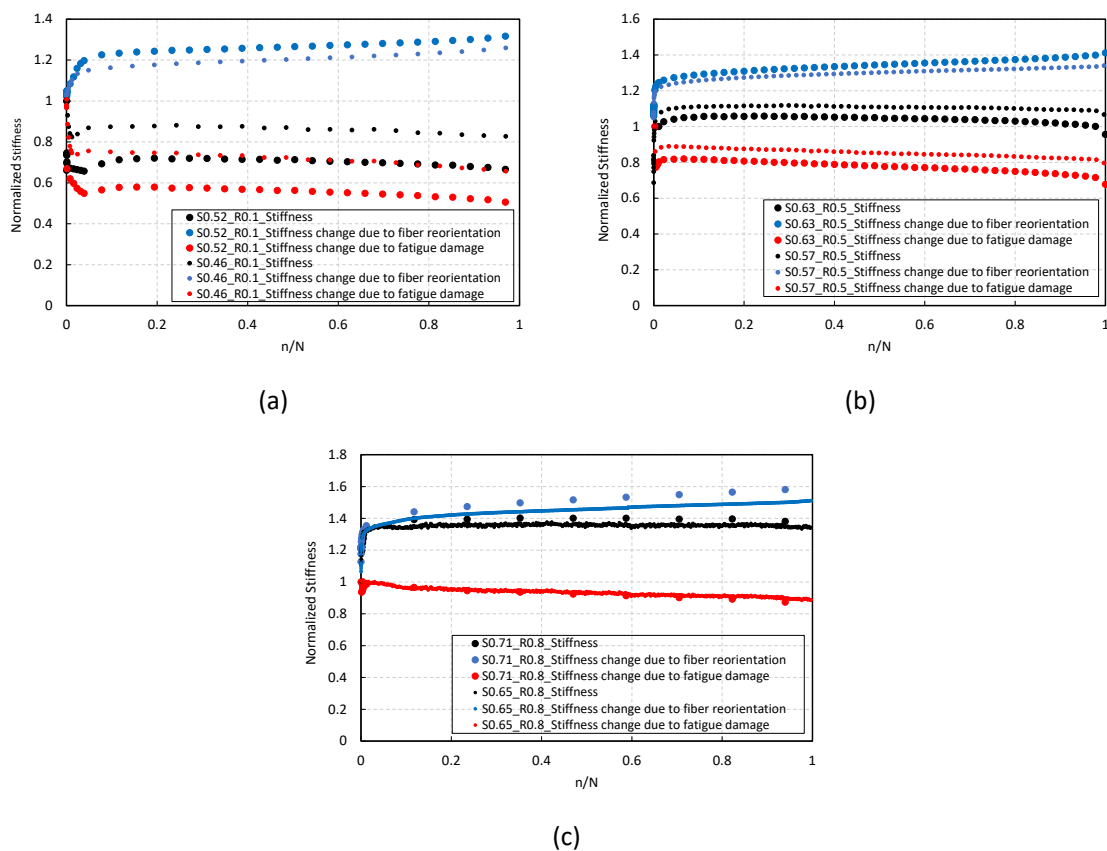 1.4
1.2
1
0.8
0.6
0.4
0.2
0
Normalized Stiffness
S0.52_R0.1_Stiffness
S0.52_R0.1_Stiffness change due to fiber reorientation
S0.52_R0.1_Stiffness change due to fatigue damage
S0.46_R0.1_Stiffness
S0.46_R0.1_Stiffness change due to fiber reorientation
S0.46_R0.1_Stiffness change due to fatigue damage
0 0.2 0.4 0.6 0.8 1
n/N
(a)
1.6
1.4
1.2
1
0.8
0.6
0.4
0.2
0
Normalized Stiffness
S0.63_R0.5_Stiffness
S0.63_R0.5_Stiffness change due to fiber reorientation
S0.63_R0.5_Stiffness change due to fatigue damage
S0.57_R0.5_Stiffness
S0.57_R0.5_Stiffness change due to fiber reorientation
S0.57_R0.5_Stiffness change due to fatigue damage
0 0.2 0.4 0.6 0.8 1
n/N
(b)
1.8
1.6
1.4
1.2
1
0.8
0.6
0.4
0.2
0
Normalized Stiffness
S0.71_R0.8_Stiffness
S0.71_R0.8_Stiffness change due to fiber reorientation
S0.71_R0.8_Stiffness change due to fatigue damage
S0.65_R0.8_Stiffness
S0.65_R0.8_Stiffness change due to fiber reorientation
S0.65_R0.8_Stiffness change due to fatigue damage
0 0.2 0.4 0.6 0.8 1
n/N
(c)